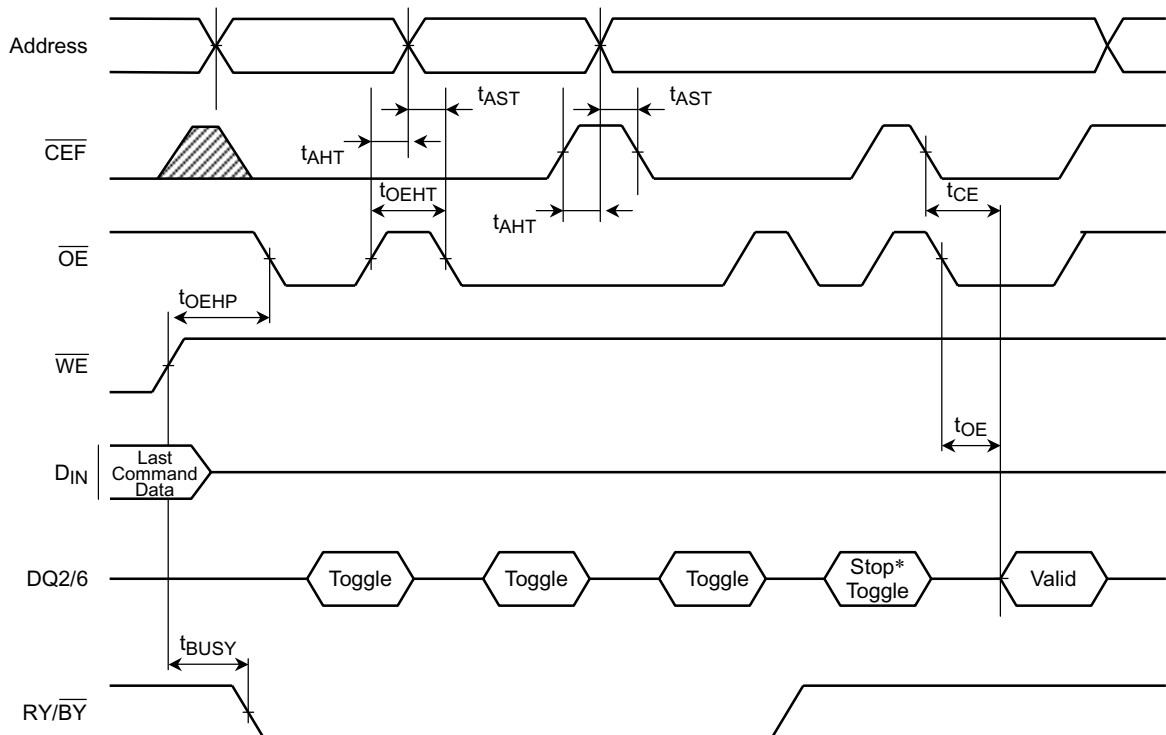 Address
tAST
tAST
CEF
tAHT
tOEHT
tAHT
tCE
OE
tOEHP
WE
tOE
DIN
Last
Command
Data
DQ2/6
Toggle
Toggle
Toggle
Stop*
Toggle
Valid
tBUSY
RY/BY